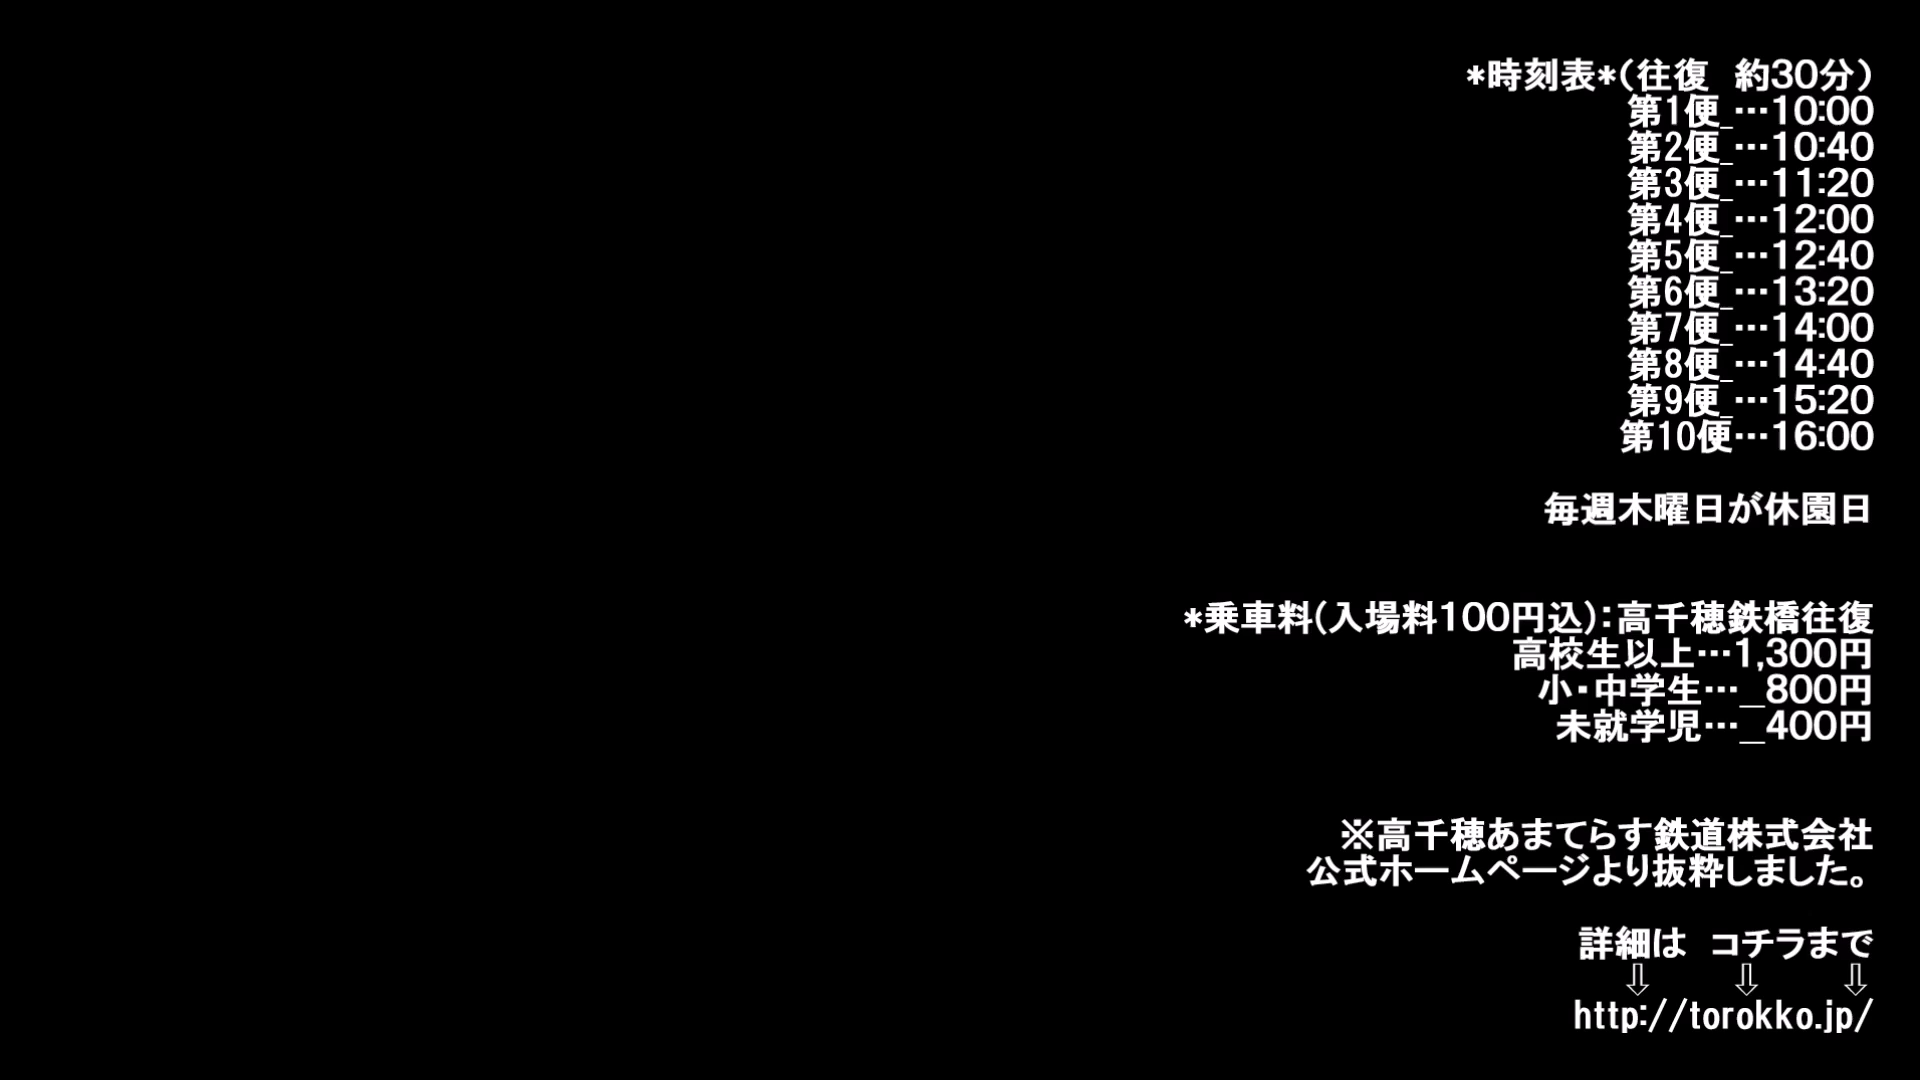 *時刻表*(往復　約30分)
第1便_…10:00
第2便_…10:40
第3便_…11:20
第4便_…12:00
第5便_…12:40
第6便_…13:20
第7便_…14:00
第8便_…14:40
第9便_…15:20
第10便…16:00
毎週木曜日が休園日
*乗車料(入場料100円込):高千穂鉄橋往復
高校生以上…1,300円
小・中学生…_800円
未就学児…_400円
※高千穂あまてらす鉄道株式会社
公式ホームページより抜粋しました。
詳細は　コチラまで
⇩　⇩　⇩
http://torokko.jp/